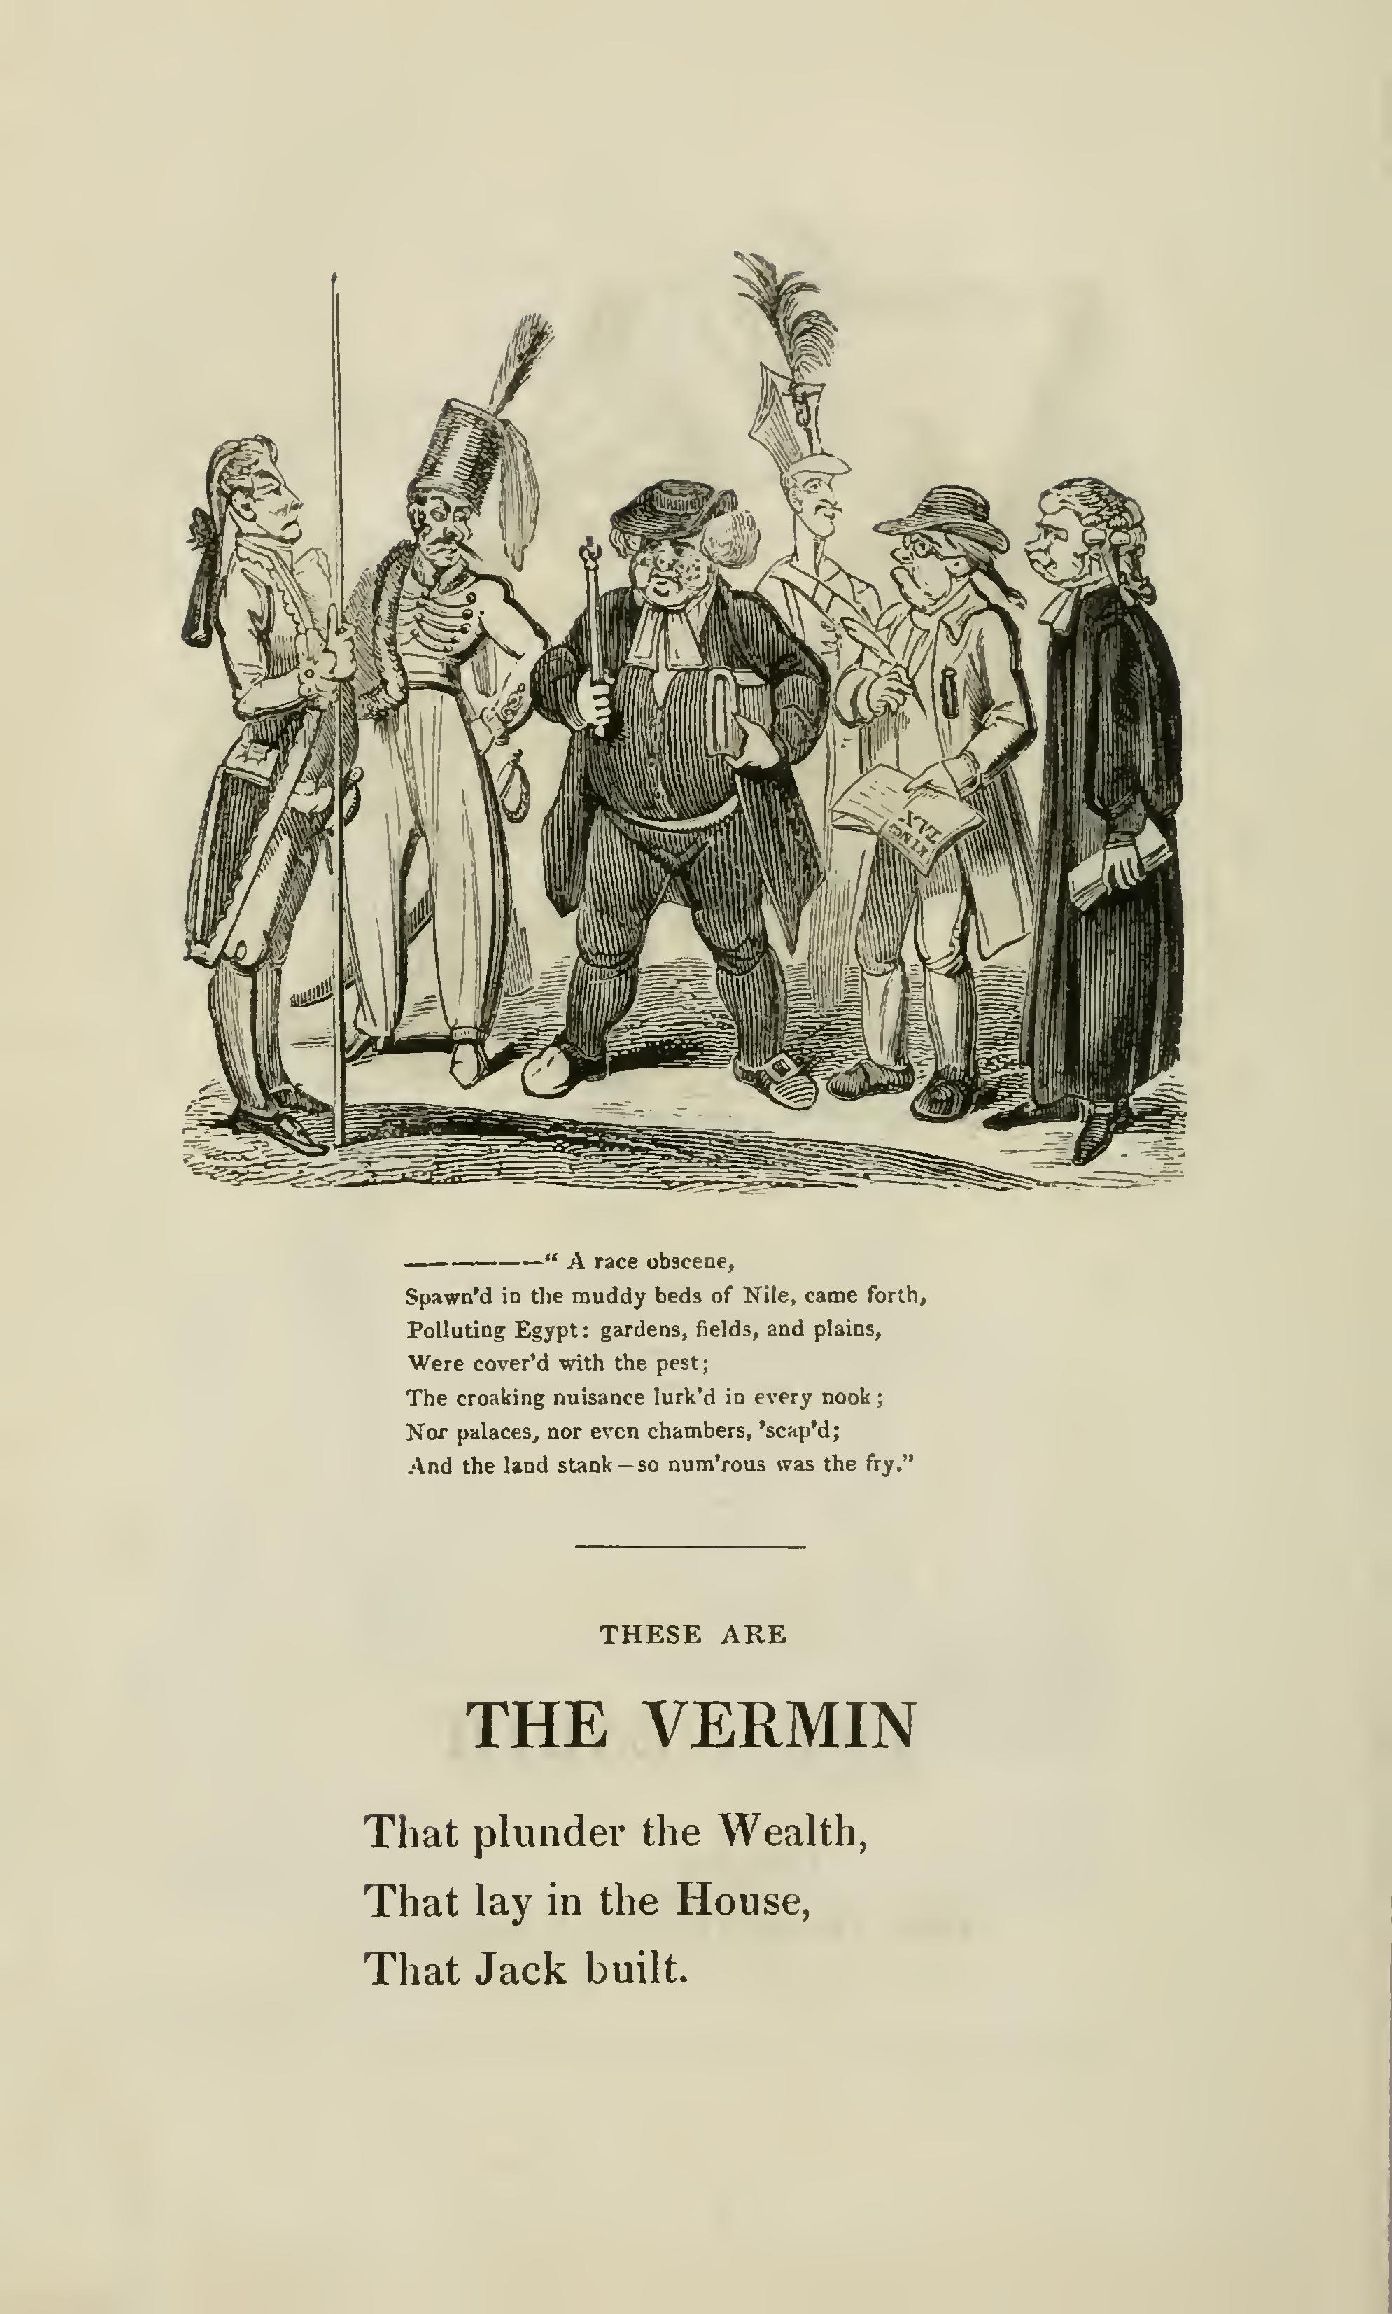 XVI
ONLY
——————“ A race obscene,
Spawn'd in the muddy beds of Nile, came forth,
Polluting Egypt: gardens, fields, and plains,
Were cover'd with the pest;
The croaking nuisance lurk'd in every nook;
Nor palaces, nor even chambers, 'scap'd;
And the land stank—so num'rous was the fry.”
THESE ARE
THE VERMIN
That plunder the Wealth,
That lay in the House,
That Jack built.